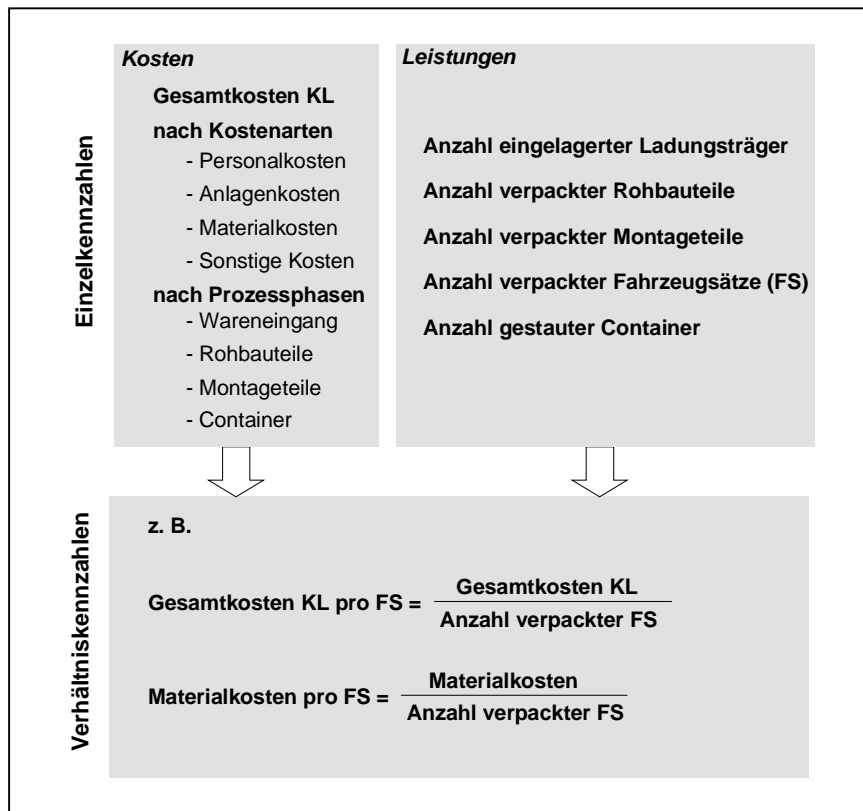 Einzelkennzahlen
Kosten
Gesamtkosten KL
nach Kostenarten
- Personalkosten
- Anlagenkosten
- Materialkosten
- Sonstige Kosten
nach Prozessphasen
- Wareneingang
- Rohbauteile
- Montageteile
- Container
Leistungen
Anzahl eingelagerter Ladungsträger
Anzahl verpackter Rohbauteile
Anzahl verpackter Montageteile
Anzahl verpackter Fahrzeugsätze (FS)
Anzahl gestauter Container
Verhältniskennzahlen
z. B.
Gesamtkosten KL pro FS =
Gesamtkosten KL
Anzahl verpackter FS
Materialkosten pro FS =
Materialkosten
Anzahl verpackter FS